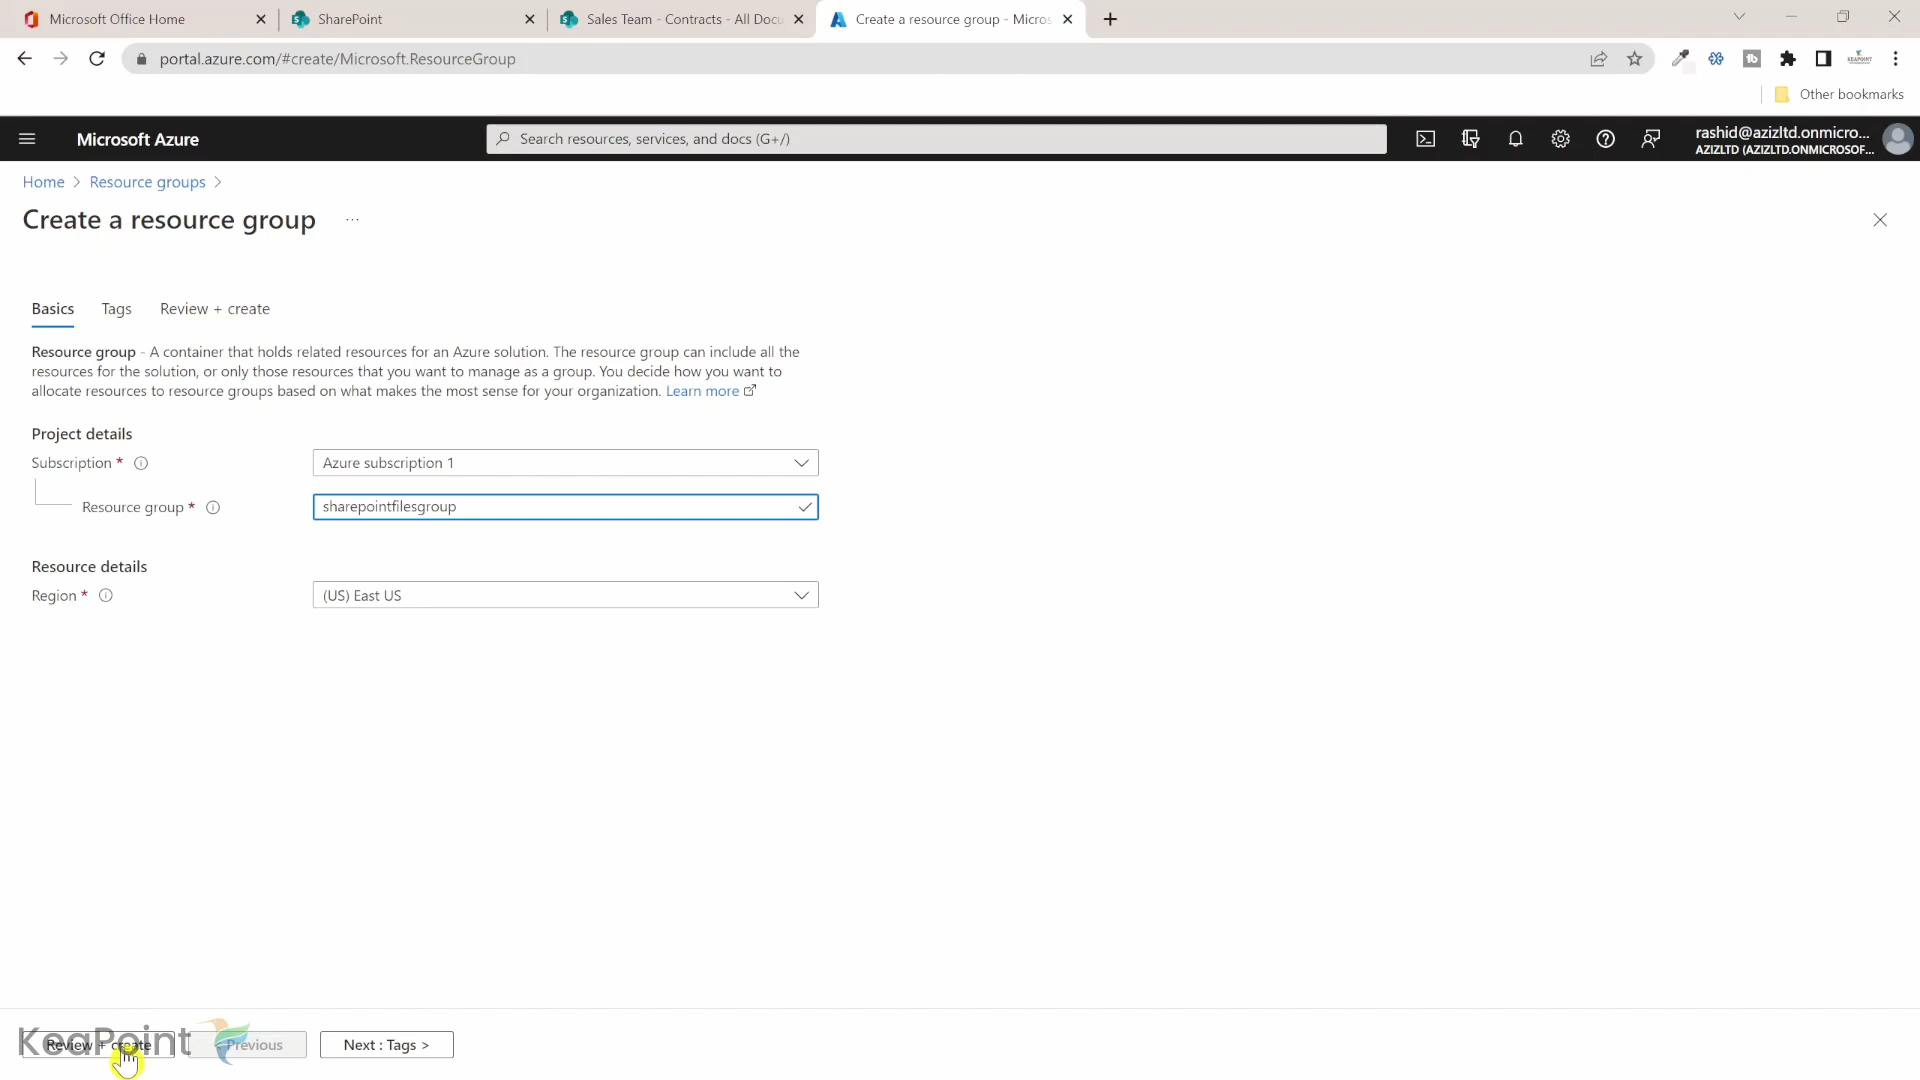 Microsoft Office Home
SharePoint
Sales Team - Contracts - All Docu
Create a resource group - Micros
portal.azure.com/#create/Microsoft.ResourceGroup
Other bookmarks
Microsoft Azure
Search resources, services, and docs (G+/)
rashid@azizltd.onmicro...
AZIZLTD (AZIZLTD.ONMICROSOF...
Home > Resource groups >
Create a resource group ...
Basics Tags Review + create
Resource group - A container that holds related resources for an Azure solution. The resource group can include all the
resources for the solution, or only those resources that you want to manage as a group. You decide how you want to
allocate resources to resource groups based on what makes the most sense for your organization. Learn more
Project details
Subscription * Azure subscription 1
Resource group * sharepointfilesgroup
Resource details
Region * (US) East US
KeaPoint
Review + create
Previous
Next : Tags >